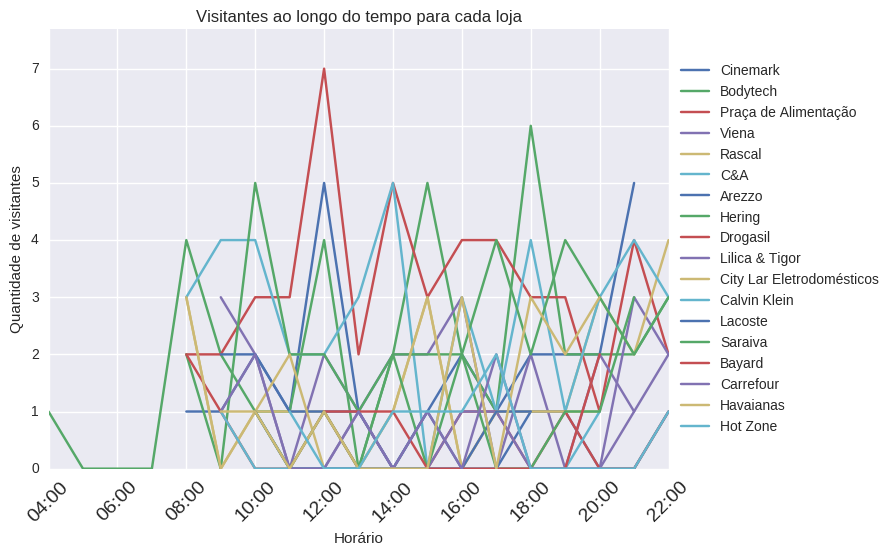 Visitantes ao longo do tempo para cada loja
7
6
5
4
3
2
1
0
Quantidade de visitantes
04:00
06:00
08:00
10:00
12:00
14:00
16:00
18:00
20:00
22:00
Horário
Cinemark
Bodytech
Praça de Alimentação
Viena
Rascal
C&A
Arezzo
Hering
Drogasil
Lilica & Tigor
City Lar Eletrodomésticos
Calvin Klein
Lacoste
Saraiva
Bayard
Carrefour
Havaianas
Hot Zone